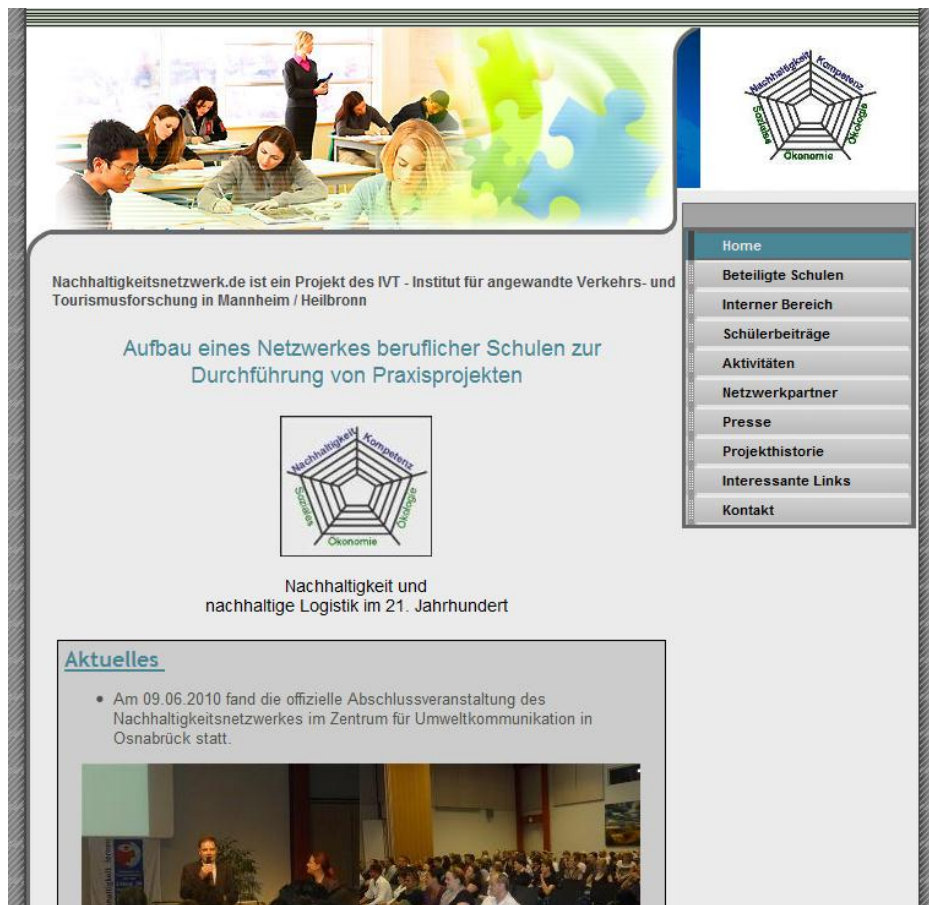 Nachhaltigkeit
Kompetenz
Soziales
Ökologie
Ökonomie
Home
Beteiligte Schulen
Interner Bereich
Schülerbeiträge
Aktivitäten
Netzwerkpartner
Presse
Projekthistorie
Interessante Links
Kontakt
Nachhaltigkeitsnetzwerk.de ist ein Projekt des IVT - Institut für angewandte Verkehrs- und
Tourismusforschung in Mannheim / Heilbronn
Aufbau eines Netzwerkes beruflicher Schulen zur
Durchführung von Praxisprojekten
Nachhaltigkeit
Kompetenz
Soziales
Ökologie
Ökonomie
Nachhaltigkeit und
nachhaltige Logistik im 21. Jahrhundert
Aktuelles
• Am 09.06.2010 fand die offizielle Abschlussveranstaltung des
Nachhaltigkeitsnetzwerkes im Zentrum für Umweltkommunikation in
Osnabrück statt.